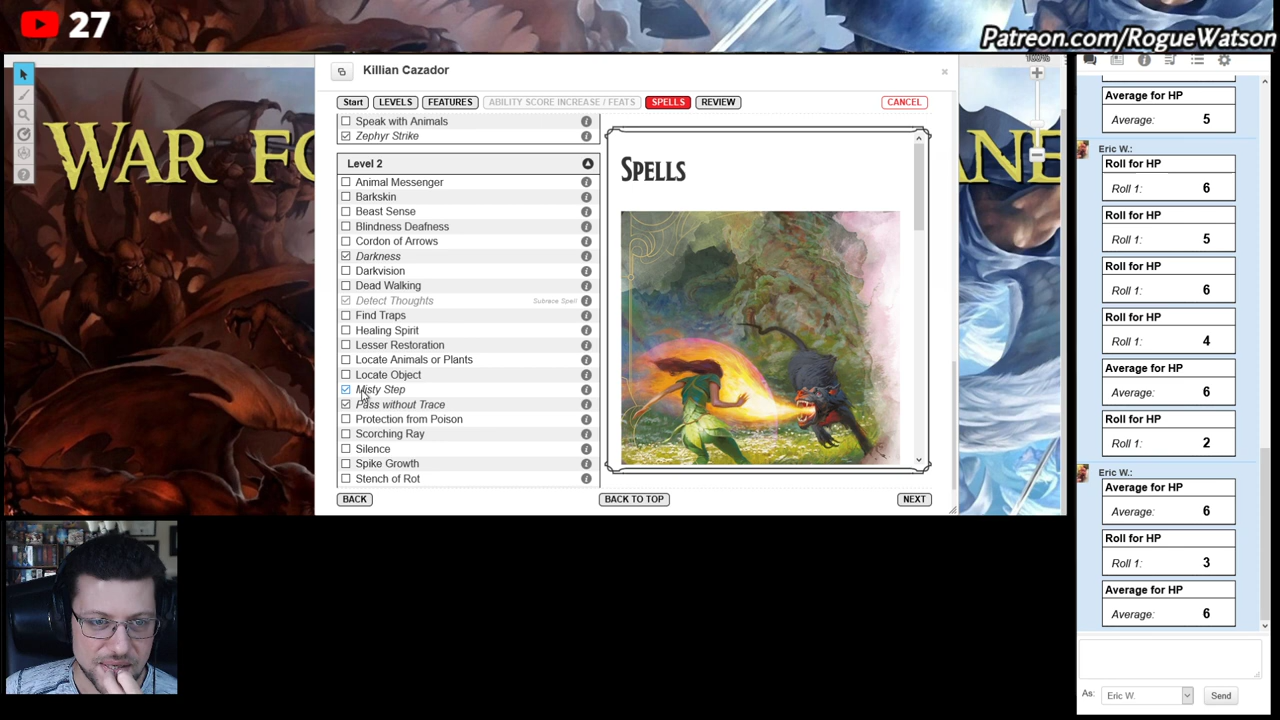 27
Patreon.com/RogueWatson
WAR FO
ANE
Killian Cazador
×
Start
LEVELS
FEATURES
ABILITY SCORE INCREASE / FEATS
SPELLS
REVIEW
CANCEL
Speak with Animals
Zephyr Strike
Level 2
Animal Messenger
Barkskin
Beast Sense
Blindness Deafness
Cordon of Arrows
Darkness
Darkvision
Dead Walking
Detect Thoughts
Subrace Spell
Find Traps
Healing Spirit
Lesser Restoration
Locate Animals or Plants
Locate Object
Misty Step
Pass without Trace
Protection from Poison
Scorching Ray
Silence
Spike Growth
Stench of Rot
BACK
BACK TO TOP
NEXT
SPELLS
100%
Average for HP
Average: 5
Eric W.:
Roll for HP
Roll 1: 6
Roll for HP
Roll 1: 5
Roll for HP
Roll 1: 6
Roll for HP
Roll 1: 4
Average for HP
Average: 6
Roll for HP
Roll 1: 2
Eric W.:
Average for HP
Average: 6
Roll for HP
Roll 1: 3
Average for HP
Average: 6
As:
Eric W.
Send